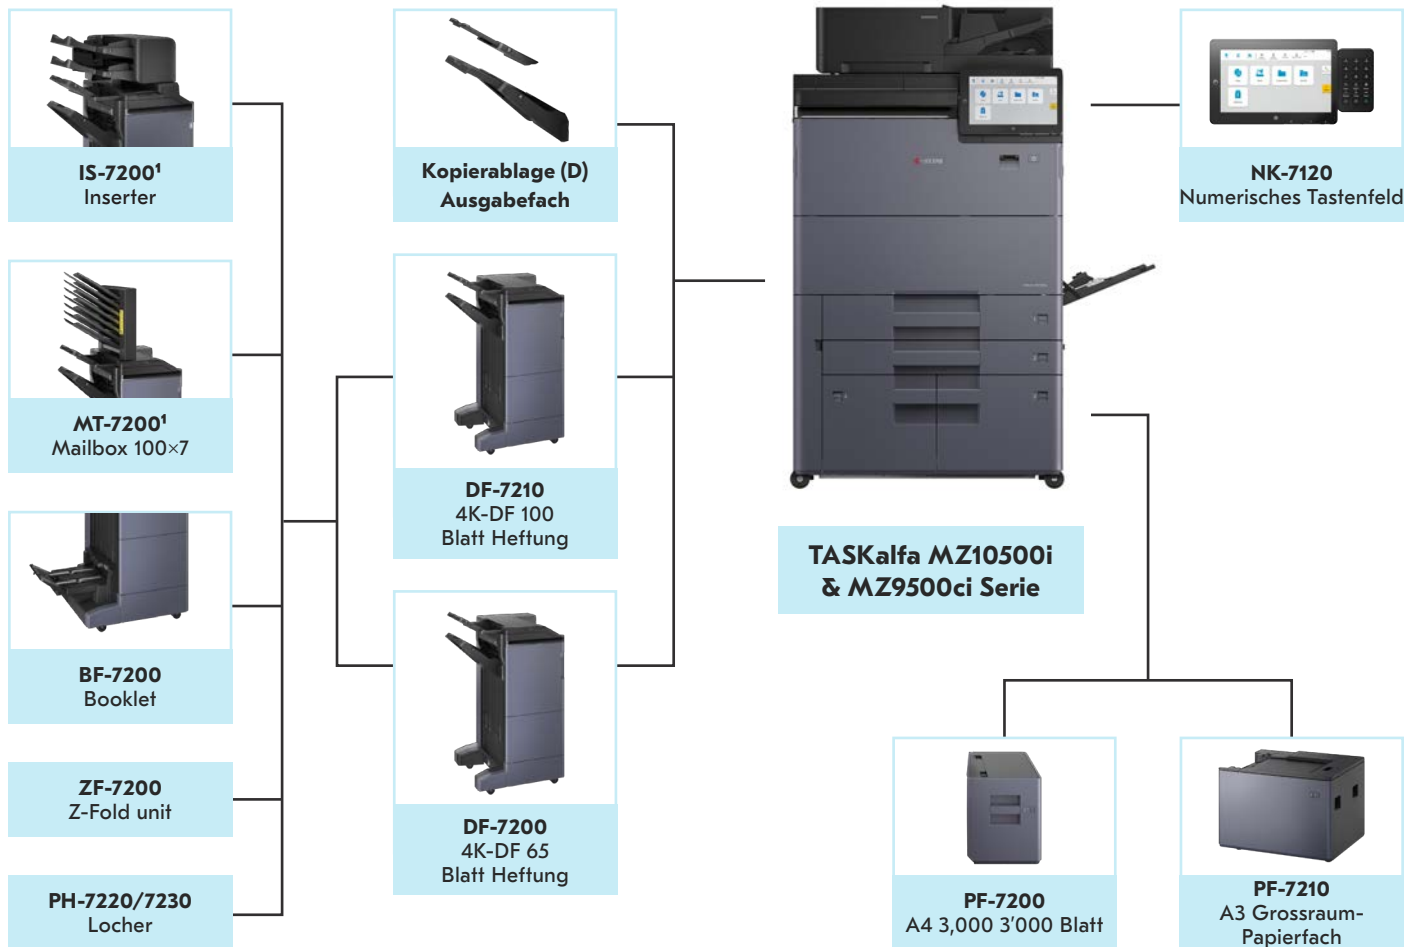 IS-7200¹
Inserter
MT-7200¹
Mailbox 100×7
BF-7200
Booklet
ZF-7200
Z-Fold unit
PH-7220/7230
Locher
Kopierablage (D)
Ausgabefach
DF-7210
4K-DF 100
Blatt Heftung
DF-7200
4K-DF 65
Blatt Heftung
TASKalfa MZ10500i
& MZ9500ci Serie
NK-7120
Numerisches Tastenfeld
PF-7200
A4 3,000 3'000 Blatt
PF-7210
A3 Grossraum-
Papierfach